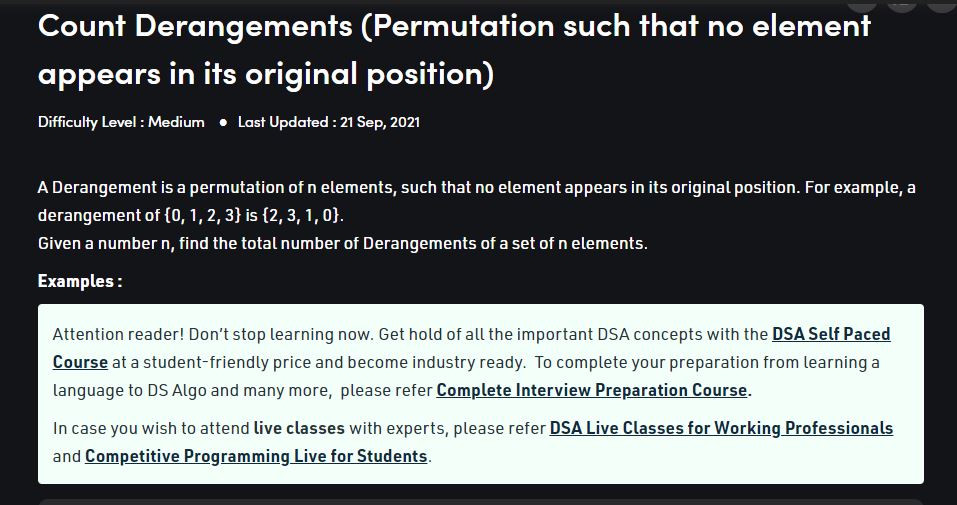 Count Derangements (Permutation such that no element
appears in its original position)
Difficulty Level : Medium ● Last Updated : 21 Sep, 2021
A Derangement is a permutation of n elements, such that no element appears in its original position. For example, a
derangement of {0, 1, 2, 3} is {2, 3, 1, 0}.
Given a number n, find the total number of Derangements of a set of n elements.
Examples :
Attention reader! Don’t stop learning now. Get hold of all the important DSA concepts with the DSA Self Paced
Course at a student-friendly price and become industry ready. To complete your preparation from learning a
language to DS Algo and many more, please refer Complete Interview Preparation Course.
In case you wish to attend live classes with experts, please refer DSA Live Classes for Working Professionals
and Competitive Programming Live for Students.